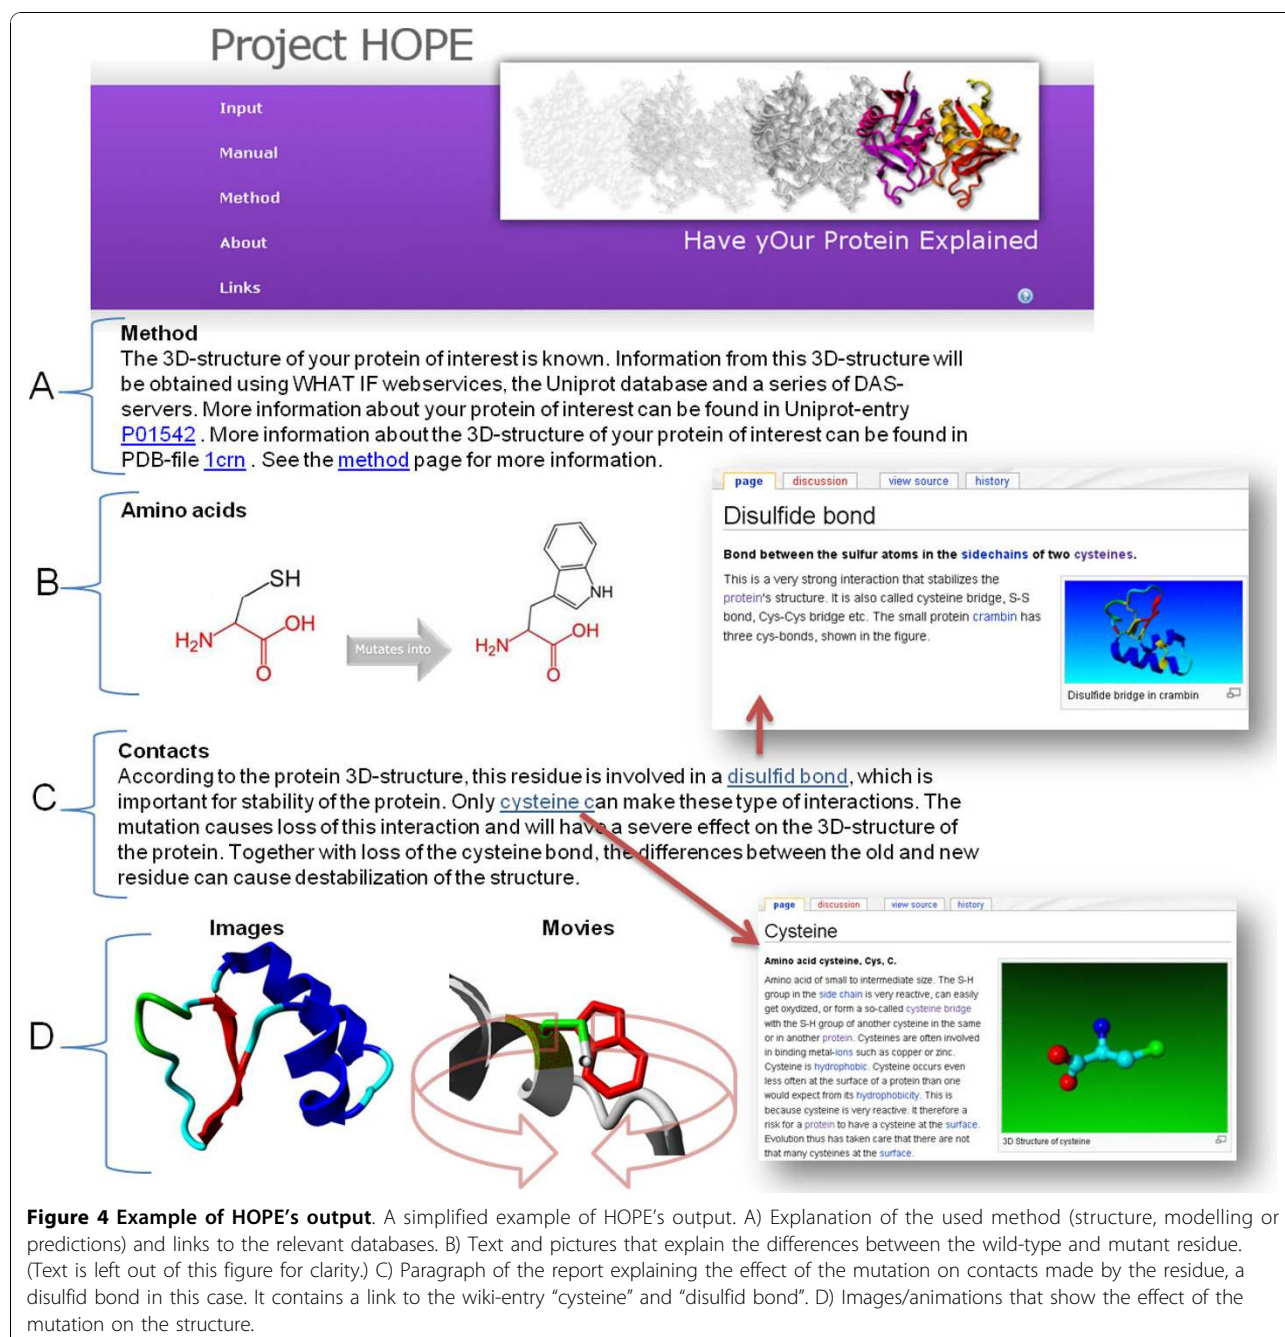 Project HOPE
Input
Manual
Method
About
Links
Have yOur Protein Explained
?
A
Method
The 3D-structure of your protein of interest is known. Information from this 3D-structure will
be obtained using WHAT IF webservices, the Uniprot database and a series of DAS-
servers. More information about your protein of interest can be found in Uniprot-entry
P01542 . More information about the 3D-structure of your protein of interest can be found in
PDB-file 1crn . See the method page for more information.
B
Amino acids
SH
H₂N
OH
O
Mutates into
NH
H₂N
OH
O
page discussion view source history
Disulfide bond
Bond between the sulfur atoms in the sidechains of two cysteines.
This is a very strong interaction that stabilizes the
protein's structure. It is also called cysteine bridge, S-S
bond, Cys-Cys bridge etc. The small protein crambin has
three cys-bonds, shown in the figure.
Disulfide bridge in crambin
C
Contacts
According to the protein 3D-structure, this residue is involved in a disulfid bond, which is
important for stability of the protein. Only cysteine can make these type of interactions. The
mutation causes loss of this interaction and will have a severe effect on the 3D-structure of
the protein. Together with loss of the cysteine bond, the differences between the old and new
residue can cause destabilization of the structure.
D
Images
Movies
page discussion view source history
Cysteine
Amino acid cysteine, Cys, C.
Amino acid of small to intermediate size. The S-H
group in the side chain is very reactive, can easily
get oxydized, or form a so-called cysteine bridge
with the S-H group of another cysteine in the same
or in another protein. Cysteines are often involved
in binding metal-ions such as copper or zinc.
Cysteine is hydrophobic. Cysteine occurs even
less often at the surface of a protein than one
would expect from its hydrophobicity. This is
because cysteine is very reactive. It therefore a
risk for a protein to have a cysteine at the surface.
Evolution thus has taken care that there are not
that many cysteines at the surface.
3D Structure of cysteine
Figure 4 Example of HOPE's output. A simplified example of HOPE's output. A) Explanation of the used method (structure, modelling or
predictions) and links to the relevant databases. B) Text and pictures that explain the differences between the wild-type and mutant residue.
(Text is left out of this figure for clarity.) C) Paragraph of the report explaining the effect of the mutation on contacts made by the residue, a
disulfid bond in this case. It contains a link to the wiki-entry "cysteine" and "disulfid bond". D) Images/animations that show the effect of the
mutation on the structure.